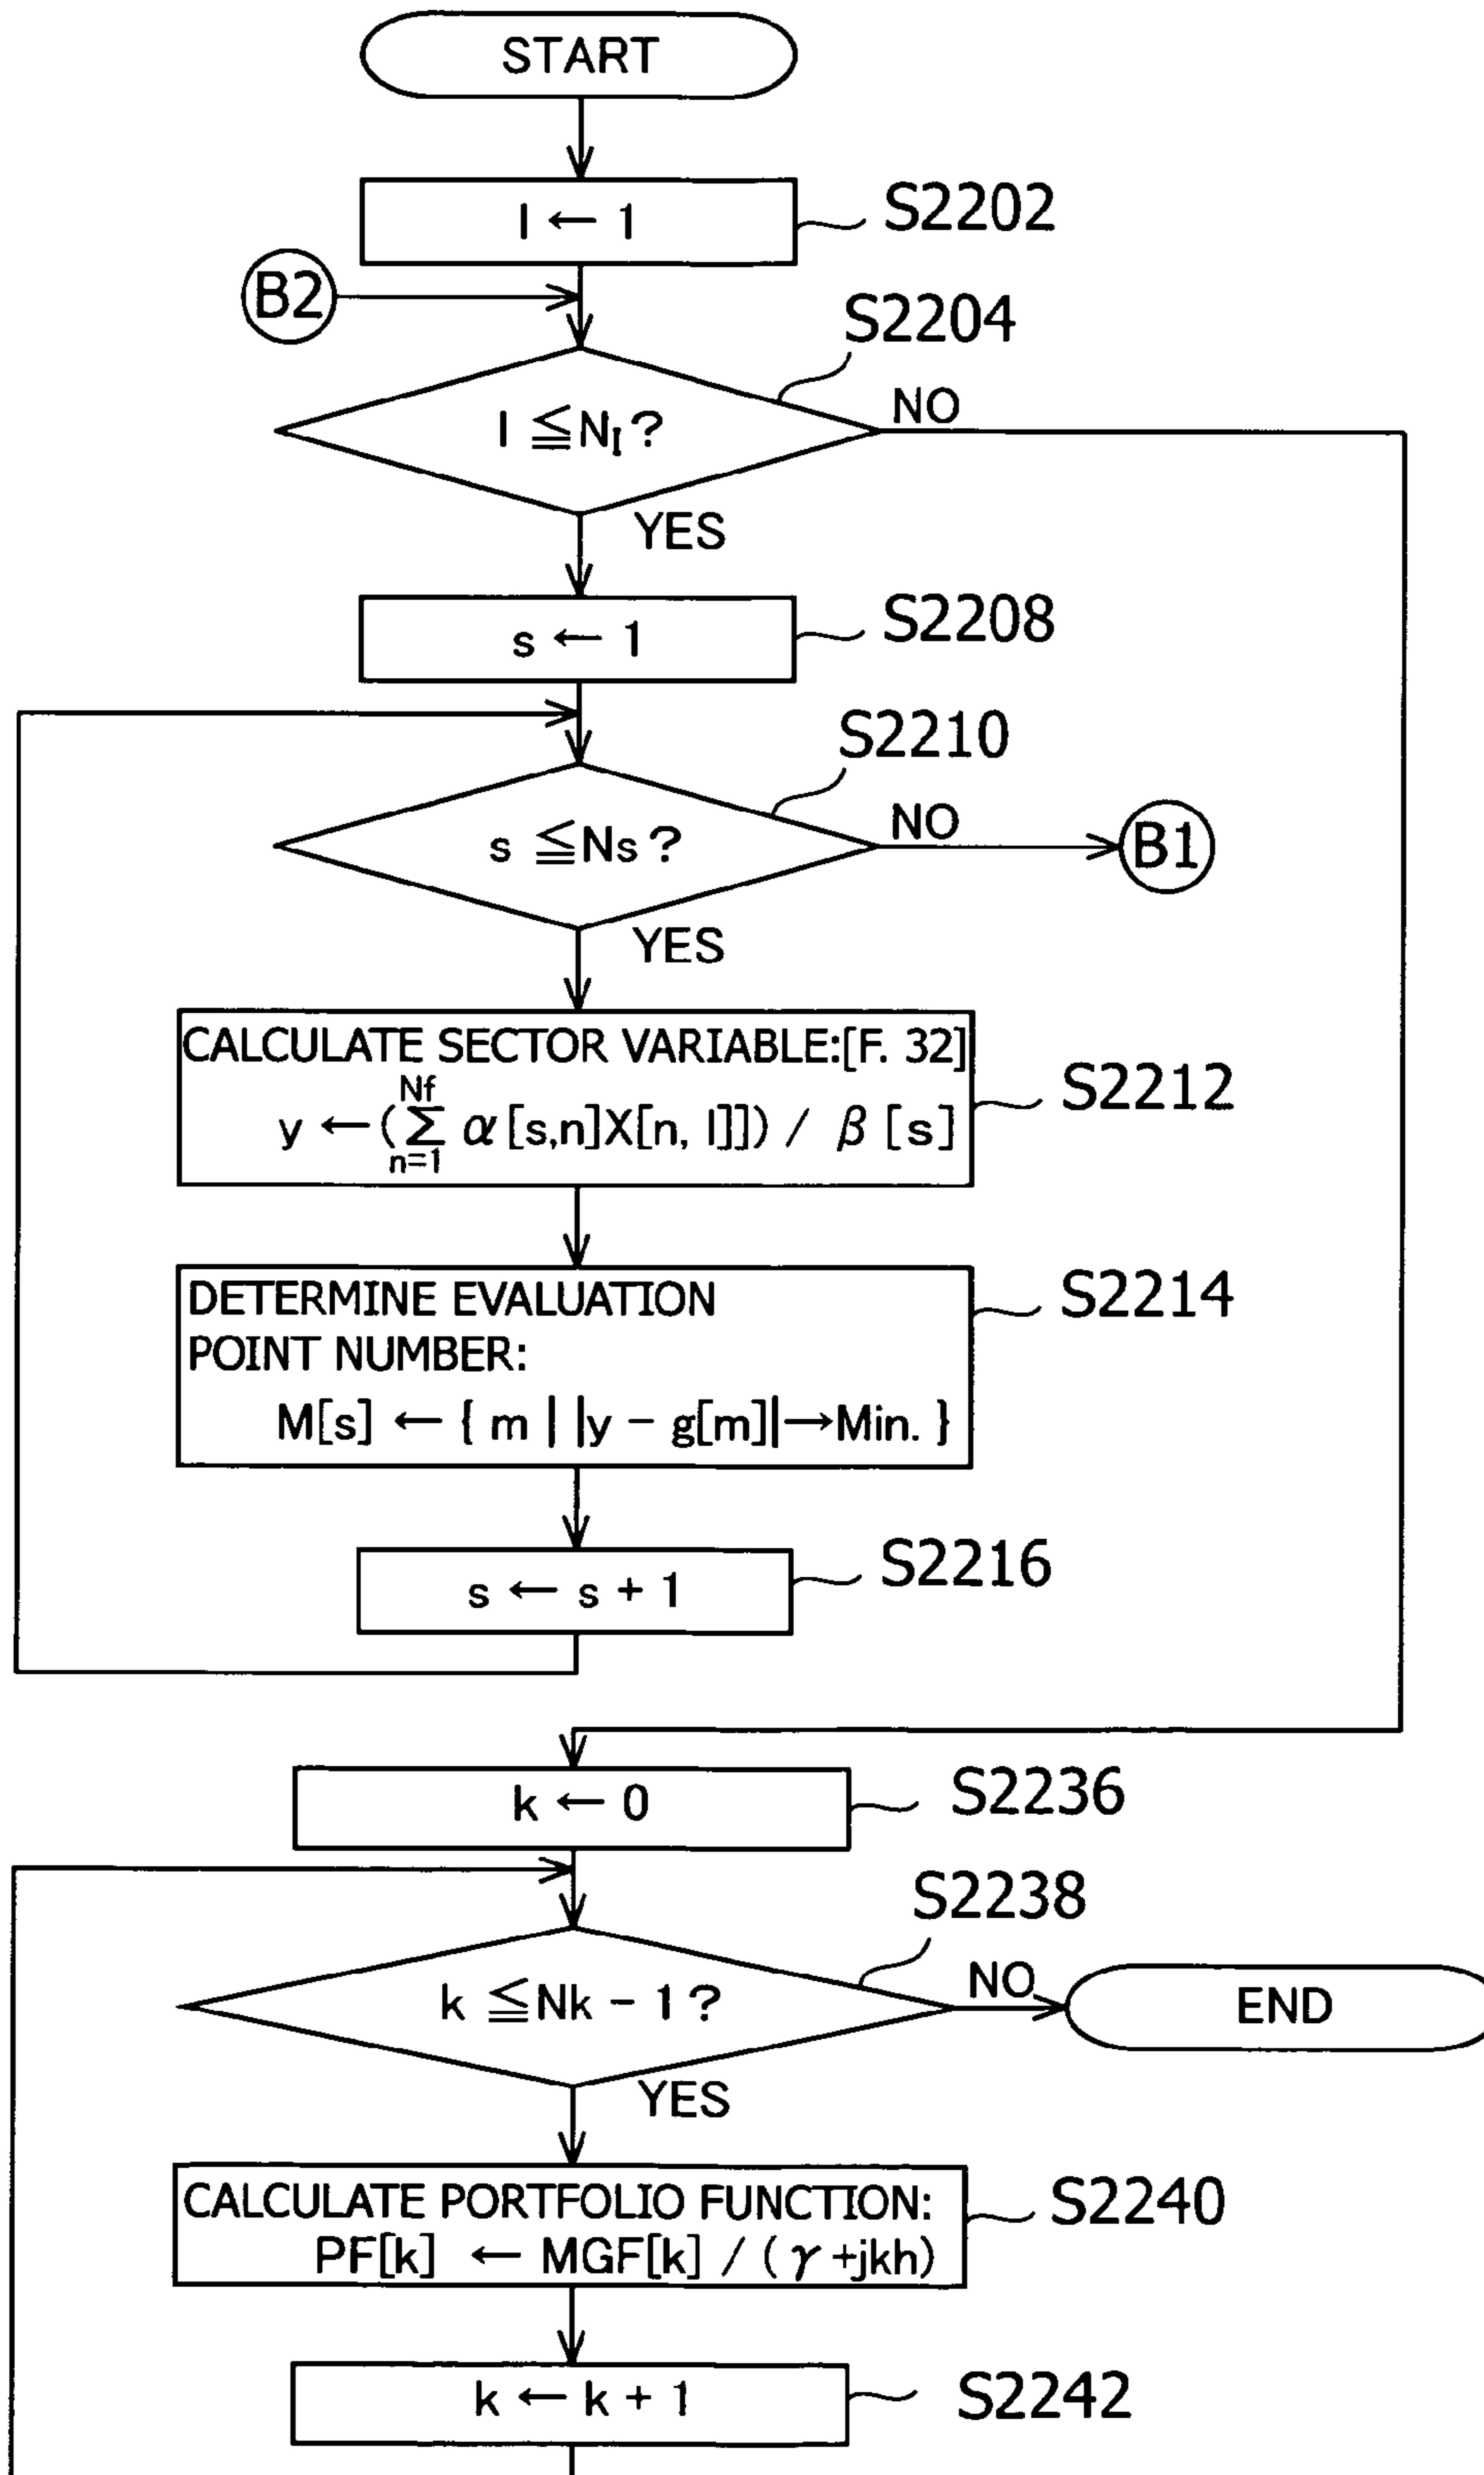 START
l ← 1
S2202
B2
S2204
l ≦ N_I ?
NO
YES
s ← 1
S2208
S2210
s ≦ Ns ?
NO
B1
YES
CALCULATE SECTOR VARIABLE:[F. 32]
y ← (∑_{n=1}^{Nf} α [s,n]X[n, l]]) / β [s]
S2212
DETERMINE EVALUATION
POINT NUMBER:
M[s] ← { m | |y − g[m]|→Min. }
S2214
s ← s + 1
S2216
k ← 0
S2236
S2238
k ≦ Nk − 1 ?
NO
END
YES
CALCULATE PORTFOLIO FUNCTION:
PF[k] ← MGF[k] / ( γ +jkh)
S2240
k ← k + 1
S2242